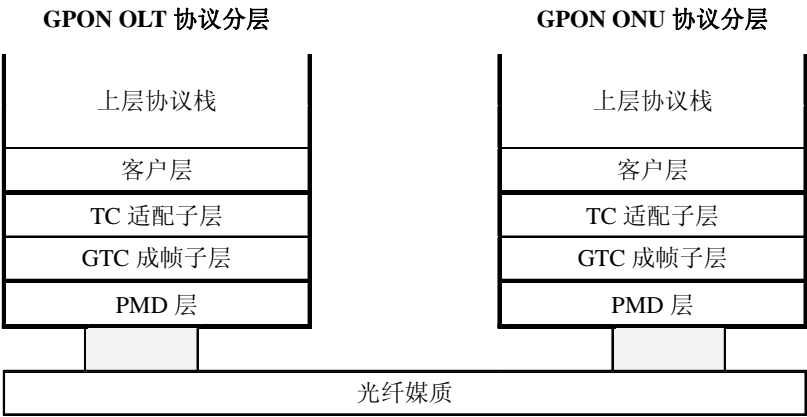 GPON OLT 协议分层
GPON ONU 协议分层
上层协议栈
上层协议栈
客户层
客户层
TC 适配子层
TC 适配子层
GTC 成帧子层
GTC 成帧子层
PMD 层
PMD 层
光纤媒质